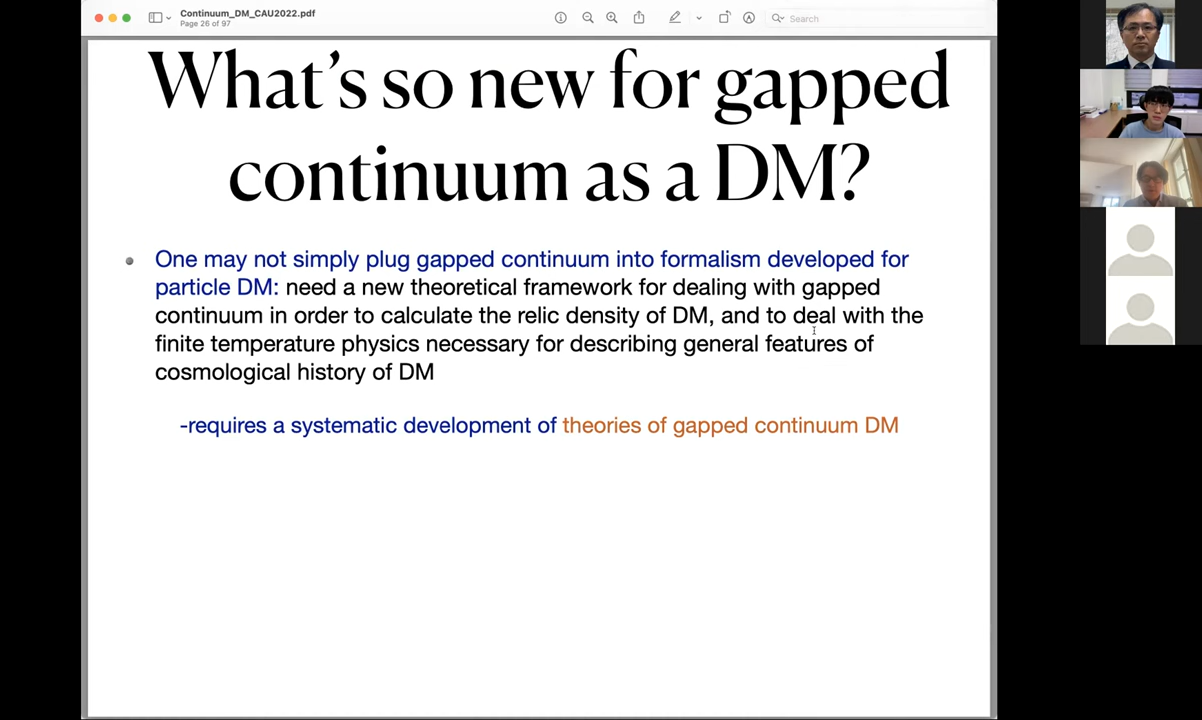 Continuum_DM_CAU2022.pdf
Page 26 of 97
Search
What's so new for gapped
continuum as a DM?
One may not simply plug gapped continuum into formalism developed for
particle DM: need a new theoretical framework for dealing with gapped
continuum in order to calculate the relic density of DM, and to deal with the
finite temperature physics necessary for describing general features of
cosmological history of DM
-requires a systematic development of theories of gapped continuum DM